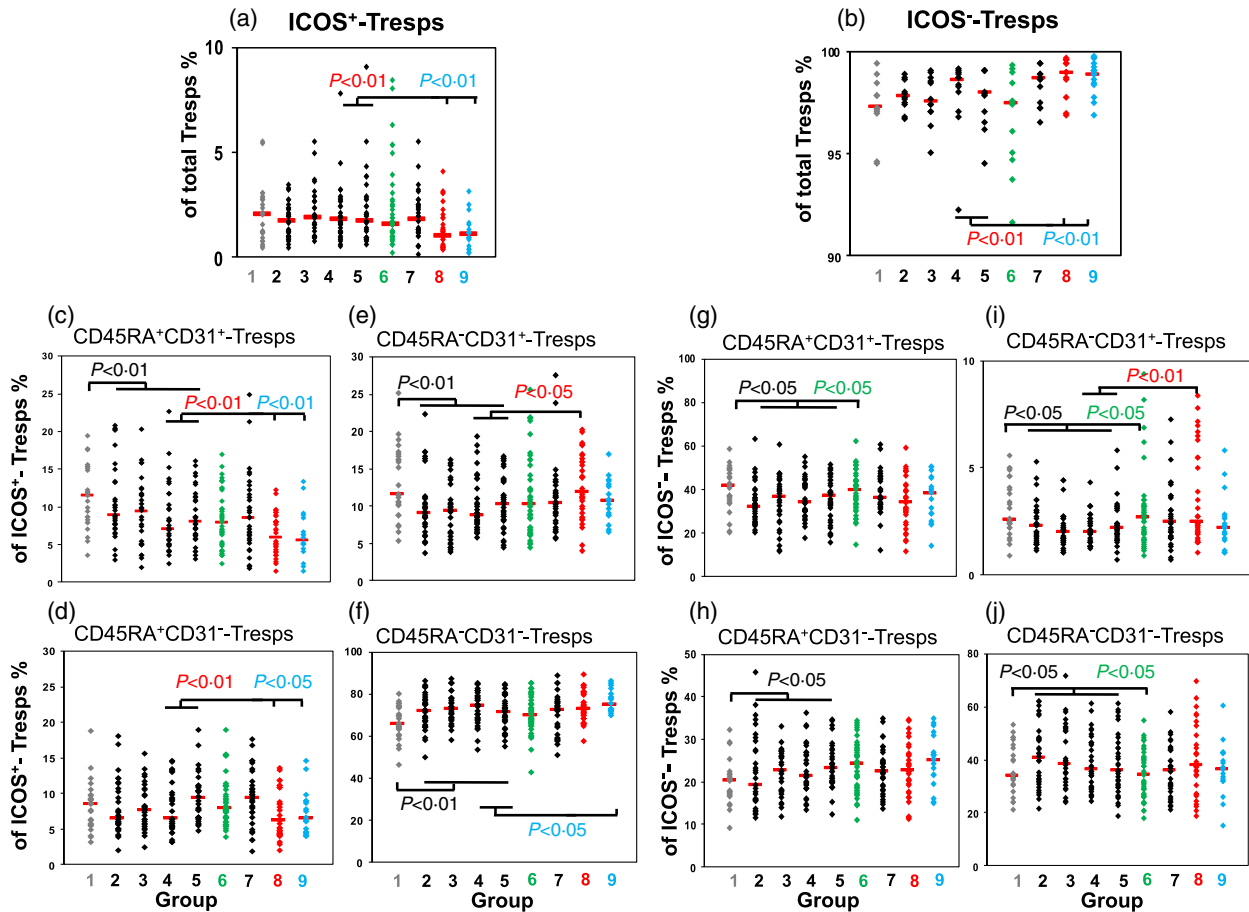 (a)
ICOS⁺-Tresps
of total Tresps %
10
5
0
P<0·01
P<0·01
1 2 3 4 5 6 7 8 9
(b)
ICOS⁻-Tresps
of total Tresps %
100
95
90
P<0·01
P<0·01
1 2 3 4 5 6 7 8 9
(c)
CD45RA⁺CD31⁺-Tresps
of ICOS⁺- Tresps %
30
25
20
15
10
5
0
P<0·01
P<0·01
P<0·01
(e)
CD45RA⁻CD31⁺-Tresps
30
25
20
15
10
5
0
P<0·01
P<0·05
(g)
CD45RA⁺CD31⁺-Tresps
of ICOS⁻- Tresps %
100
80
60
40
20
0
P<0·05
P<0·05
(i)
CD45RA⁻CD31⁺-Tresps
10
5
0
P<0·01
P<0·05
P<0·05
(d)
CD45RA⁺CD31⁻-Tresps
of ICOS⁺- Tresps %
30
25
20
15
10
5
0
P<0·01
P<0·05
1 2 3 4 5 6 7 8 9
Group
(f)
CD45RA⁻CD31⁻-Tresps
100
80
60
40
20
0
P<0·01
P<0·05
1 2 3 4 5 6 7 8 9
Group
(h)
CD45RA⁺CD31⁻-Tresps
of ICOS⁻- Tresps %
50
40
30
20
10
0
P<0·05
1 2 3 4 5 6 7 8 9
Group
(j)
CD45RA⁻CD31⁻-Tresps
80
60
40
20
0
P<0·05
P<0·05
1 2 3 4 5 6 7 8 9
Group